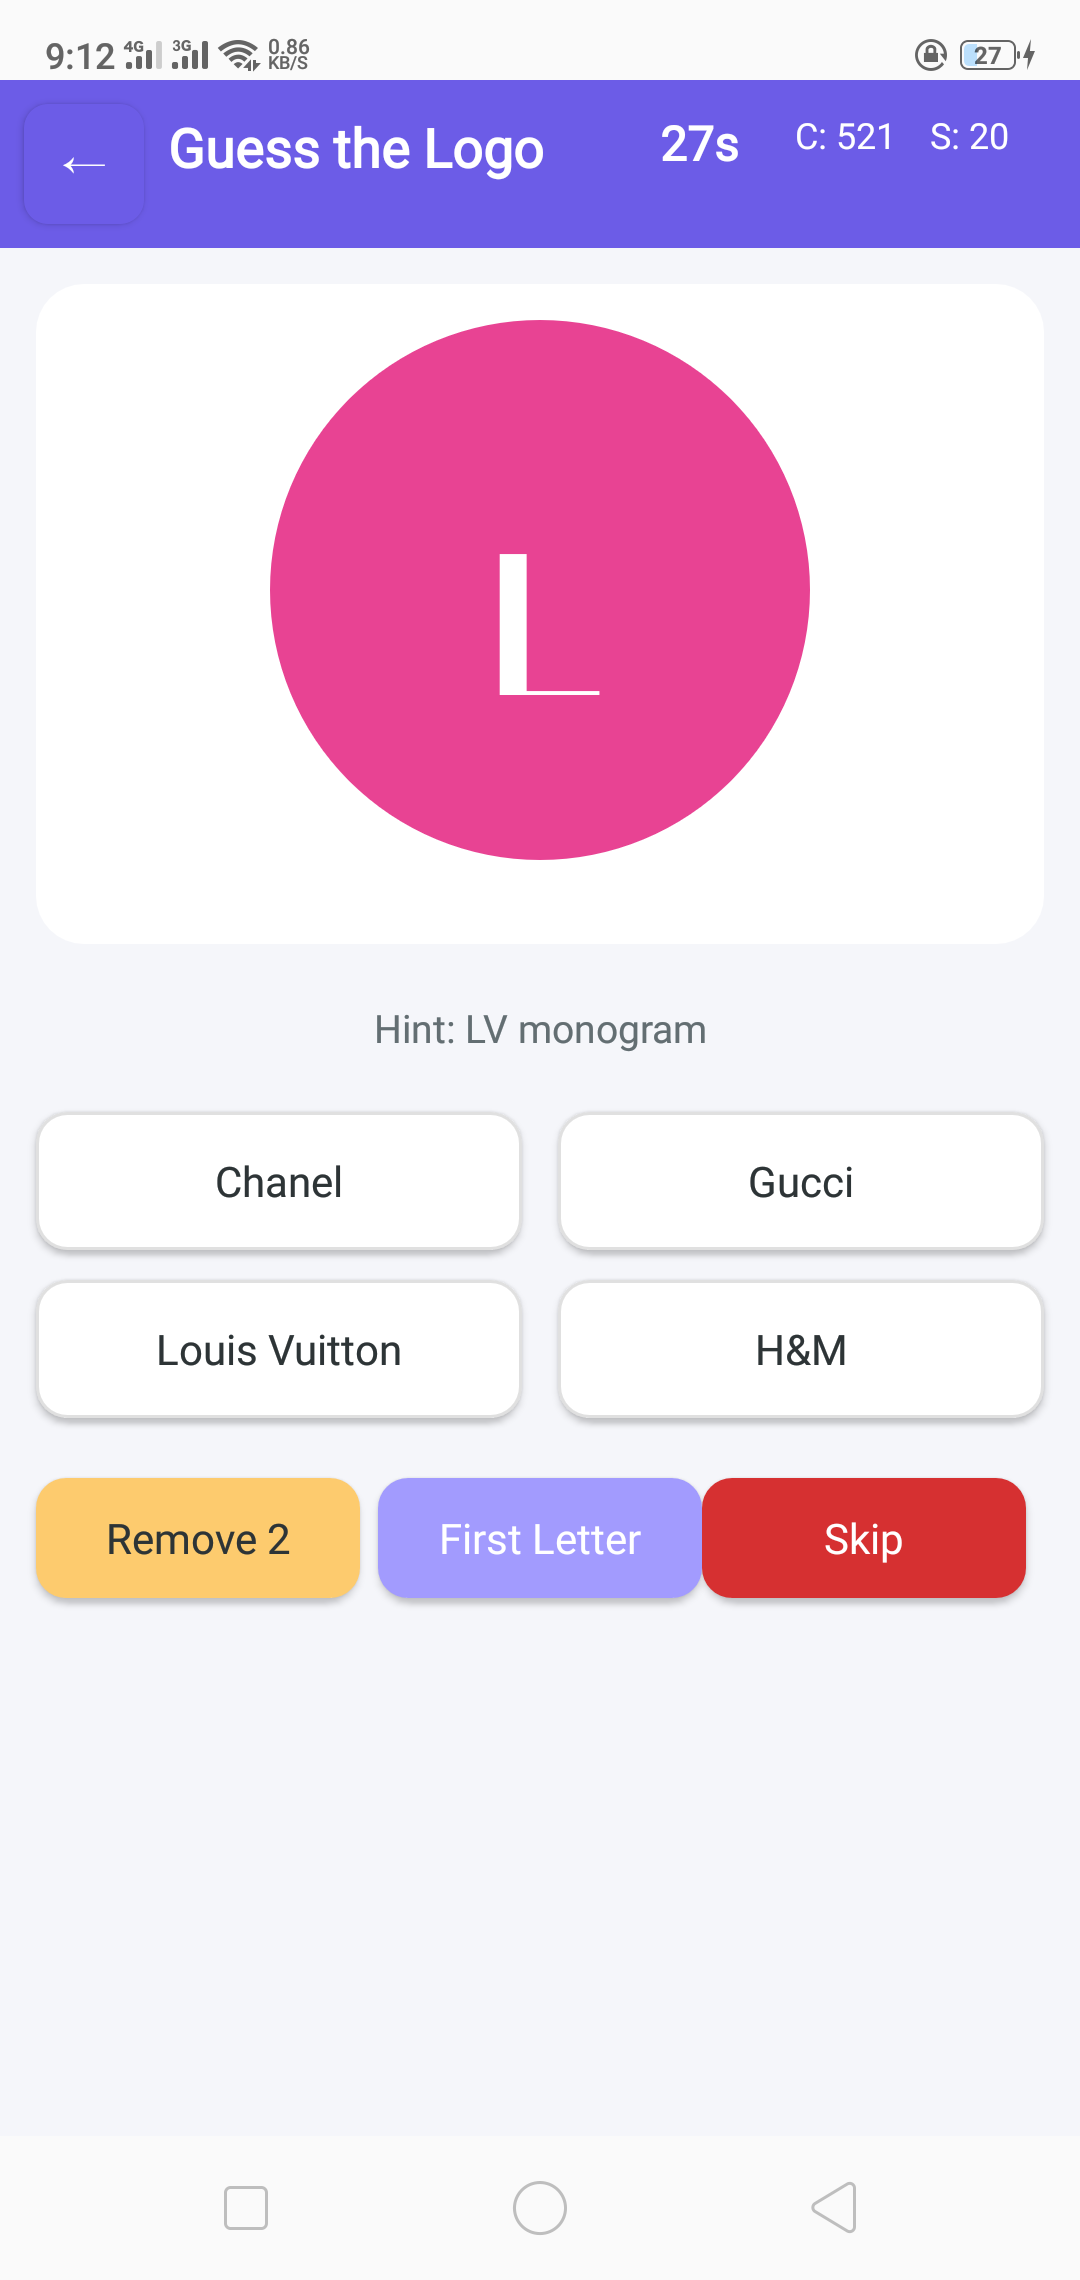 9:12 4G 3G 0.86 KB/S 27
← Guess the Logo 27s C: 521 S: 20
L
Hint: LV monogram
Chanel Gucci
Louis Vuitton H&M
Remove 2 First Letter Skip